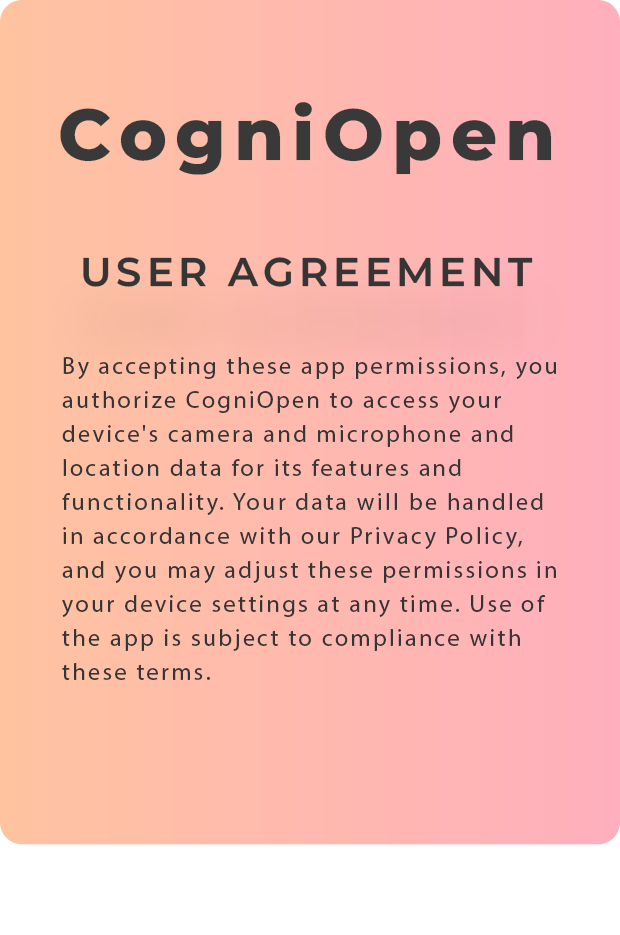 CogniOpen
USER AGREEMENT
By accepting these app permissions, you
authorize CogniOpen to access your
device's camera and microphone and
location data for its features and
functionality. Your data will be handled
in accordance with our Privacy Policy,
and you may adjust these permissions in
your device settings at any time. Use of
the app is subject to compliance with
these terms.